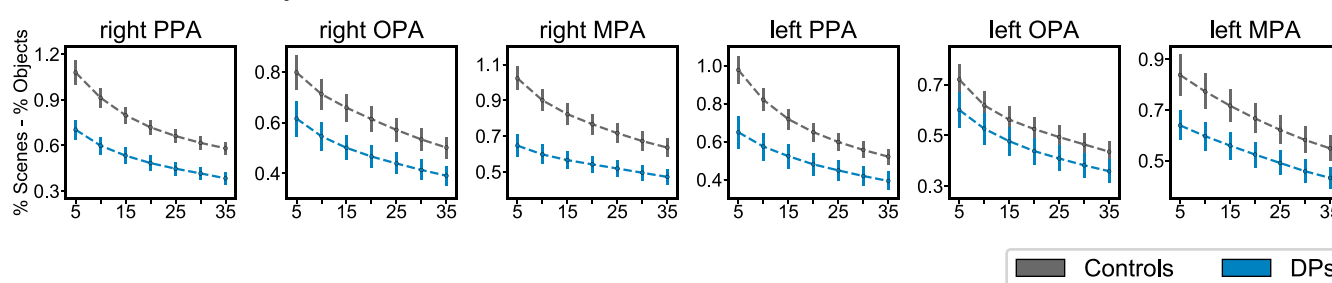 right PPA right OPA right MPA left PPA left OPA left MPA
% Scenes - % Objects
1.2 0.9 0.6 0.3
0.8 0.6 0.4
1.1 0.9 0.7 0.5
1.0 0.8 0.6 0.4
0.7 0.5 0.3
0.9 0.7 0.5
5 15 25 35 5 15 25 35 5 15 25 35 5 15 25 35 5 15 25 35 5 15 25 35
Controls DPs